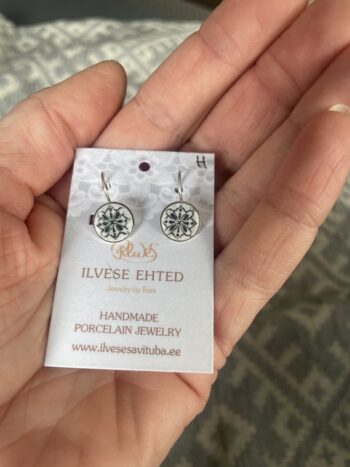 H
ILVESE EHTED
Jewelry by Ilves
HANDMADE
PORCELAIN JEWELRY
www.ilvesesavituba.ee